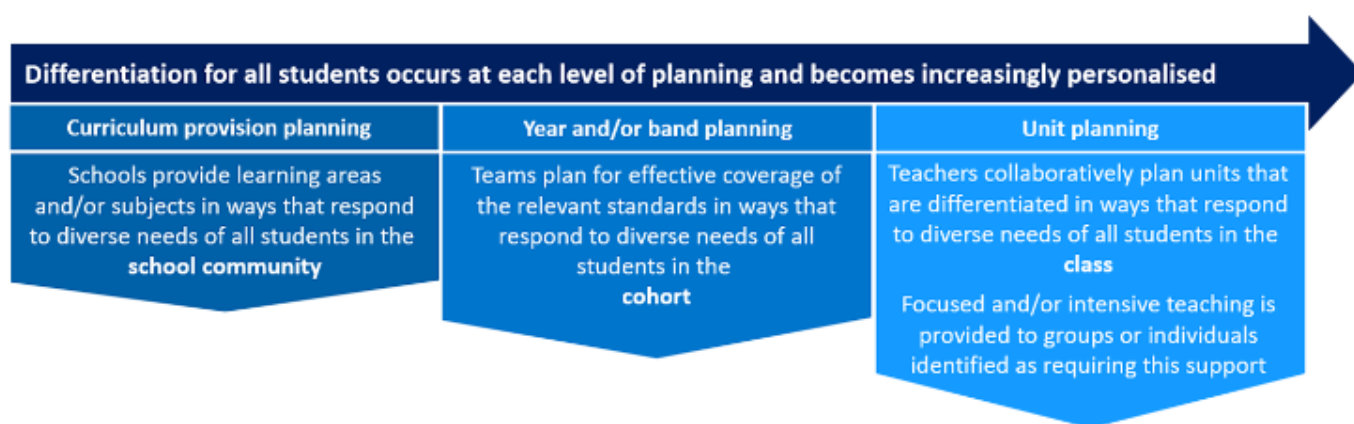 Differentiation for all students occurs at each level of planning and becomes increasingly personalised
Curriculum provision planning
Schools provide learning areas
and/or subjects in ways that respond
to diverse needs of all students in the
school community
Year and/or band planning
Teams plan for effective coverage of
the relevant standards in ways that
respond to diverse needs of all
students in the
cohort
Unit planning
Teachers collaboratively plan units that
are differentiated in ways that respond
to diverse needs of all students in the
class
Focused and/or intensive teaching is
provided to groups or individuals
identified as requiring this support